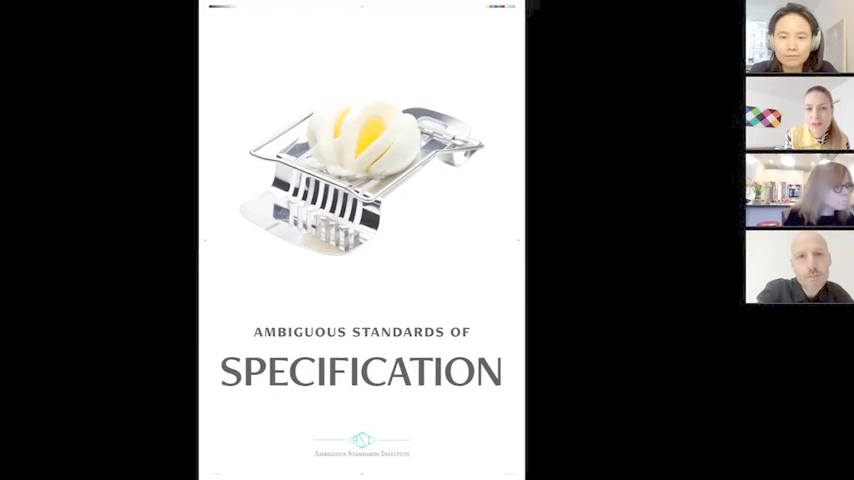 AMBIGUOUS STANDARDS OF
SPECIFICATION
ASI
AMBIGUOUS STANDARDS INSTITUTE